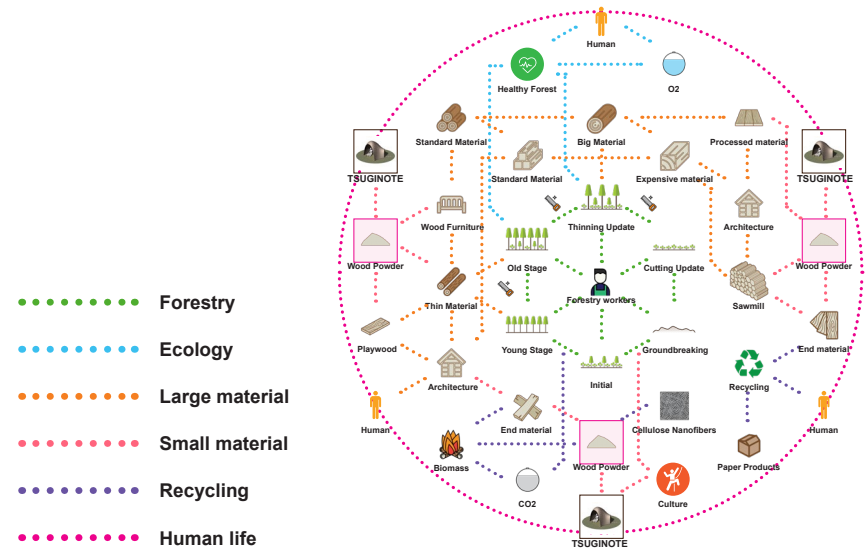 Human
Healthy Forest
O2
Standard Material
Big Material
Processed material
TSUGINOTE
Standard Material
Expensive material
TSUGINOTE
Wood Furniture
Thinning Update
Architecture
Wood Powder
Old Stage
Cutting Update
Wood Powder
Thin Material
Forestry workers
Sawmill
Forestry
Playwood
Young Stage
Groundbreaking
End material
Ecology
Architecture
Initial
Recycling
Large material
Human
End material
Cellulose Nanofibers
Human
Small material
Biomass
Wood Powder
Paper Products
Recycling
CO2
Culture
Human life
TSUGINOTE